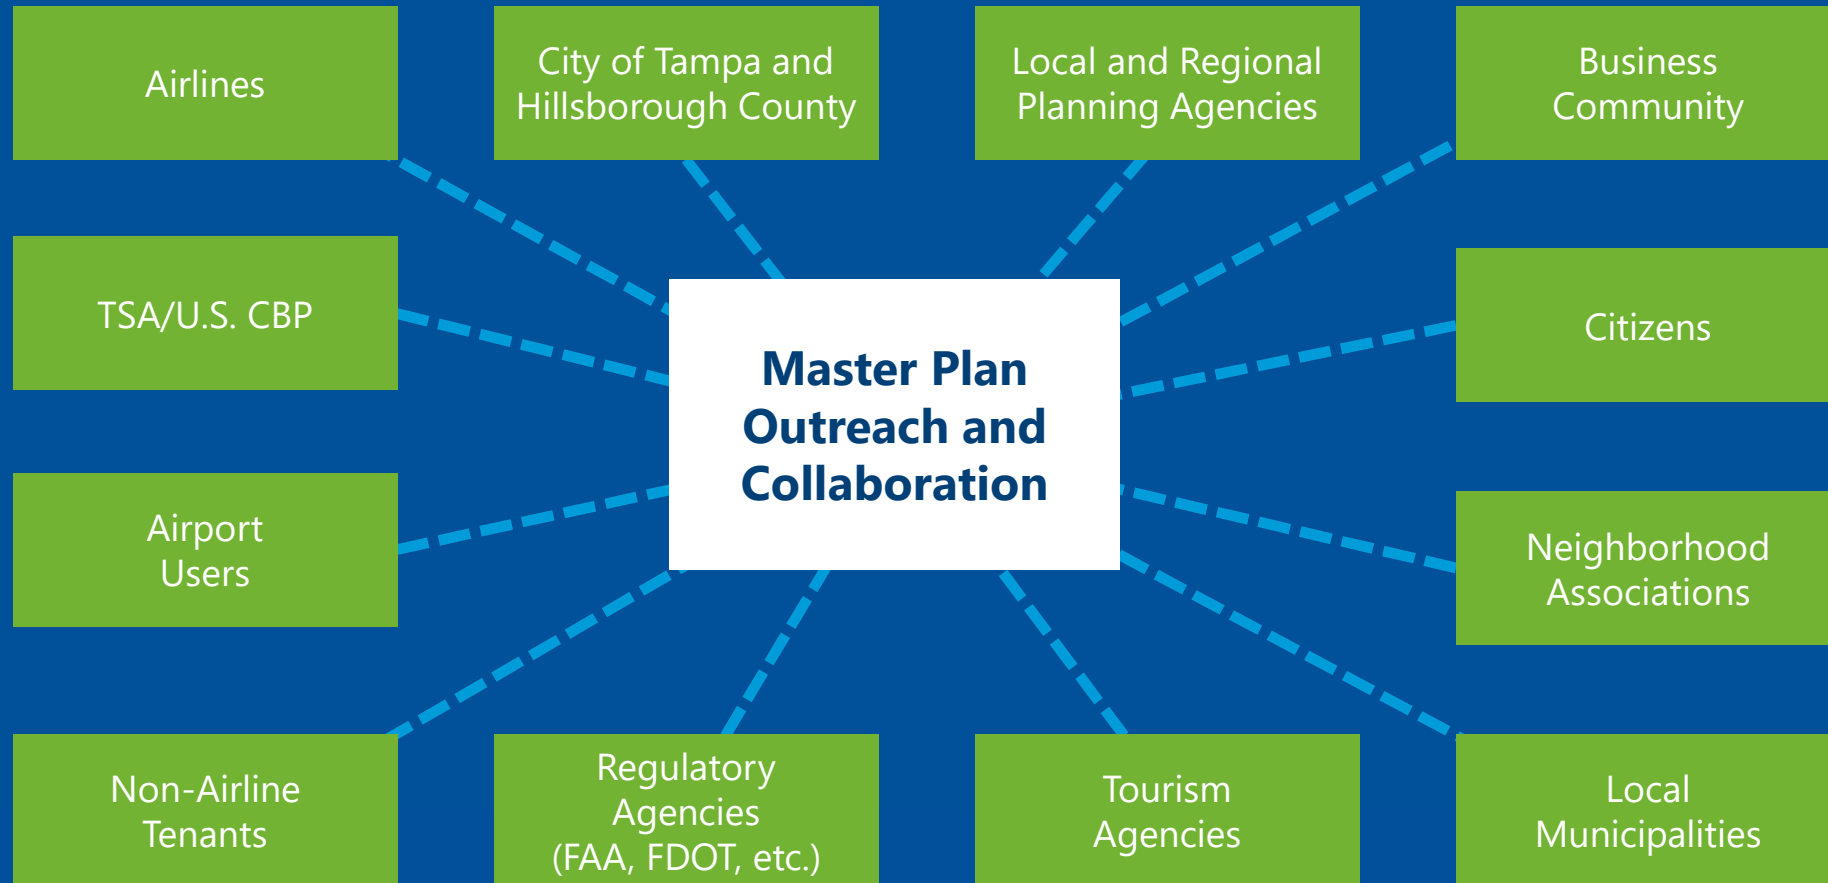 Airlines
City of Tampa and
Hillsborough County
Local and Regional
Planning Agencies
Business
Community
TSA/U.S. CBP
Citizens
Master Plan
Outreach and
Collaboration
Airport
Users
Neighborhood
Associations
Non-Airline
Tenants
Regulatory
Agencies
(FAA, FDOT, etc.)
Tourism
Agencies
Local
Municipalities